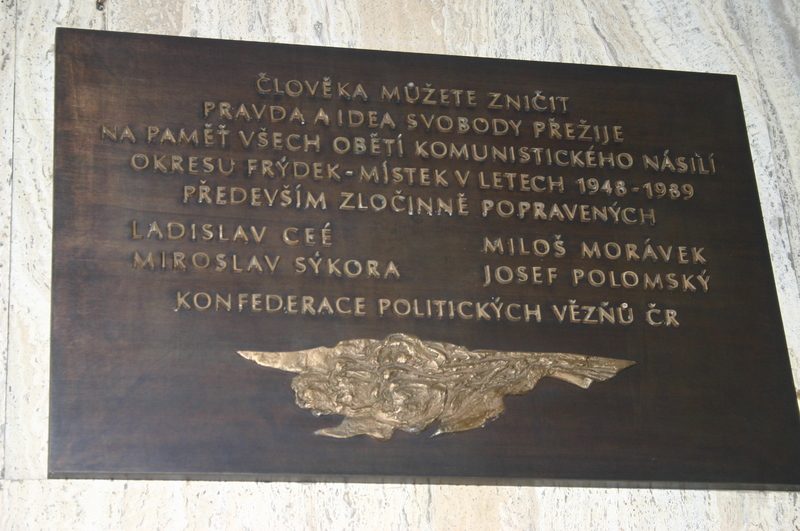 ČLOVĚKA MŮŽETE ZNIČIT
PRAVDA A IDEA SVOBODY PŘEŽIJE
NA PAMĚŤ VŠECH OBĚTÍ KOMUNISTICKÉHO NÁSILÍ
OKRESU FRÝDEK-MÍSTEK V LETECH 1948-1989
PŘEDEVŠÍM ZLOČINNĚ POPRAVENÝCH
LADISLAV CEÉ MILOŠ MORÁVEK
MIROSLAV SÝKORA JOSEF POLOMSKÝ
KONFEDERACE POLITICKÝCH VĚZŇŮ ČR